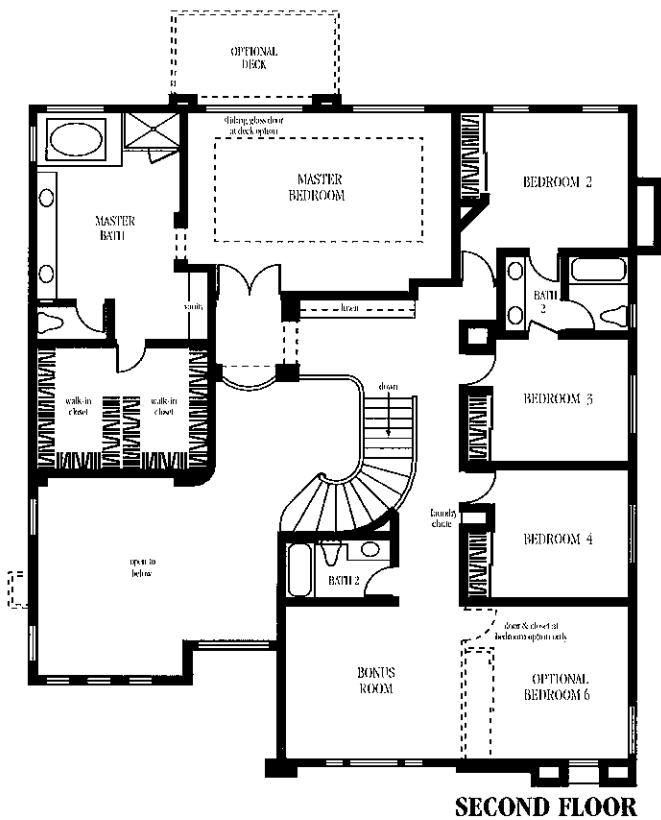 OPTIONAL
DECK
sliding glass door
at deck option
MASTER
BEDROOM
BEDROOM 2
MASTER
BATH
BATH
2
vanity
linen
walk-in
closet
walk-in
closet
down
BEDROOM 3
laundry
chute
BEDROOM 4
open to
below
BATH 2
door & closet at
bedroom option only
BONUS
ROOM
OPTIONAL
BEDROOM 6
SECOND FLOOR